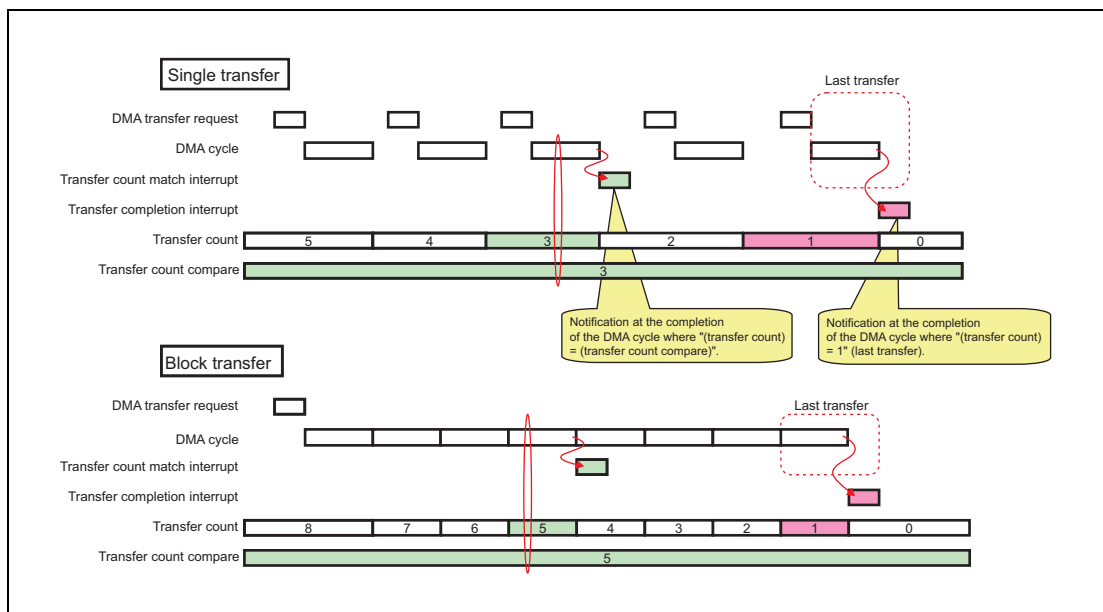 Single transfer
Last transfer
DMA transfer request
DMA cycle
Transfer count match interrupt
Transfer completion interrupt
Transfer count 5 4 3 2 1 0
Transfer count compare 3
Notification at the completion
of the DMA cycle where "(transfer count)
= (transfer count compare)".
Notification at the completion
of the DMA cycle where "(transfer count)
= 1" (last transfer).
Block transfer
DMA transfer request
Last transfer
DMA cycle
Transfer count match interrupt
Transfer completion interrupt
Transfer count 8 7 6 5 4 3 2 1 0
Transfer count compare 5